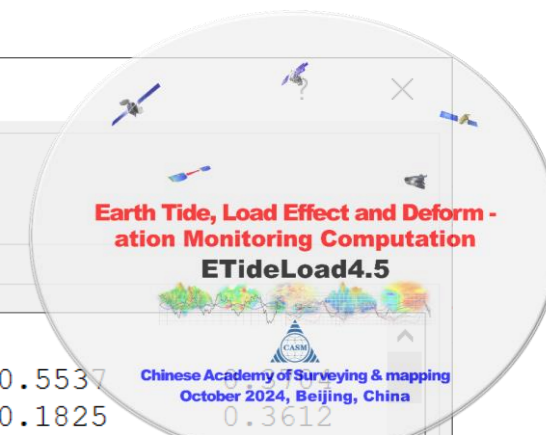 ?
Earth Tide, Load Effect and Deform -
ation Monitoring Computation
ETideLoad4.5
CASM
0.5537
Chinese Academy of Surveying & mapping
October 2024, Beijing, China
0.1825 0.3612